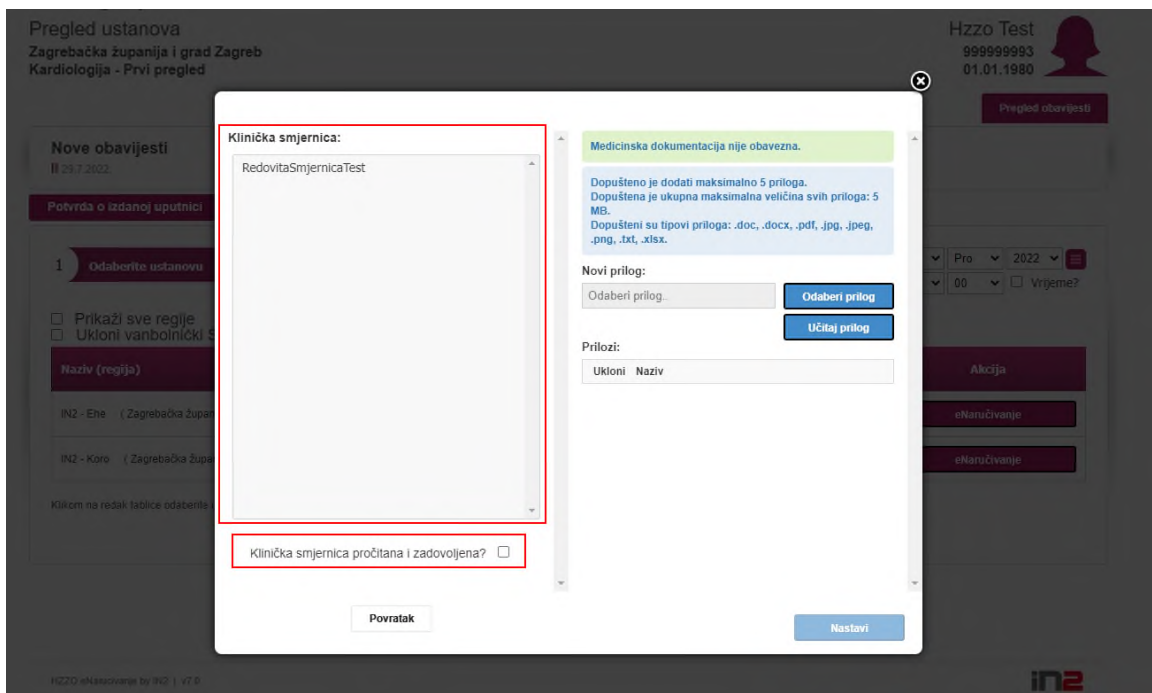 Pregled ustanova
Zagrebačka županija i grad Zagreb
Kardiologija - Prvi pregled
Hzzo Test
999999993
01.01.1980
Pregled obavijesti
Nove obavijesti
29.7.2022.
Potvrda o izdanoj uputnici
1 Odaberite ustanovu
Pro 2022
00 Vrijeme?
Prikaži sve regije
Ukloni vanbolnički
Naziv (regija)
Akcija
IN2 - Ehe ( Zagrebačka župan
eNaručivanje
IN2 - Koro ( Zagrebačka župa
eNaručivanje
Klikom na redak tablice odaberite
Klinička smjernica:
RedovitaSmjernicaTest
Klinička smjernica pročitana i zadovoljena?
Povratak
Medicinska dokumentacija nije obavezna.
Dopušteno je dodati maksimalno 5 priloga.
Dopuštena je ukupna maksimalna veličina svih priloga: 5
MB.
Dopušteni su tipovi priloga: .doc, .docx, .pdf, .jpg, .jpeg,
.png, .txt, .xlsx.
Novi prilog:
Odaberi prilog..
Odaberi prilog
Učitaj prilog
Prilozi:
Ukloni Naziv
Nastavi
HZZO eNaručivanje by IN2 | v7.0
in2